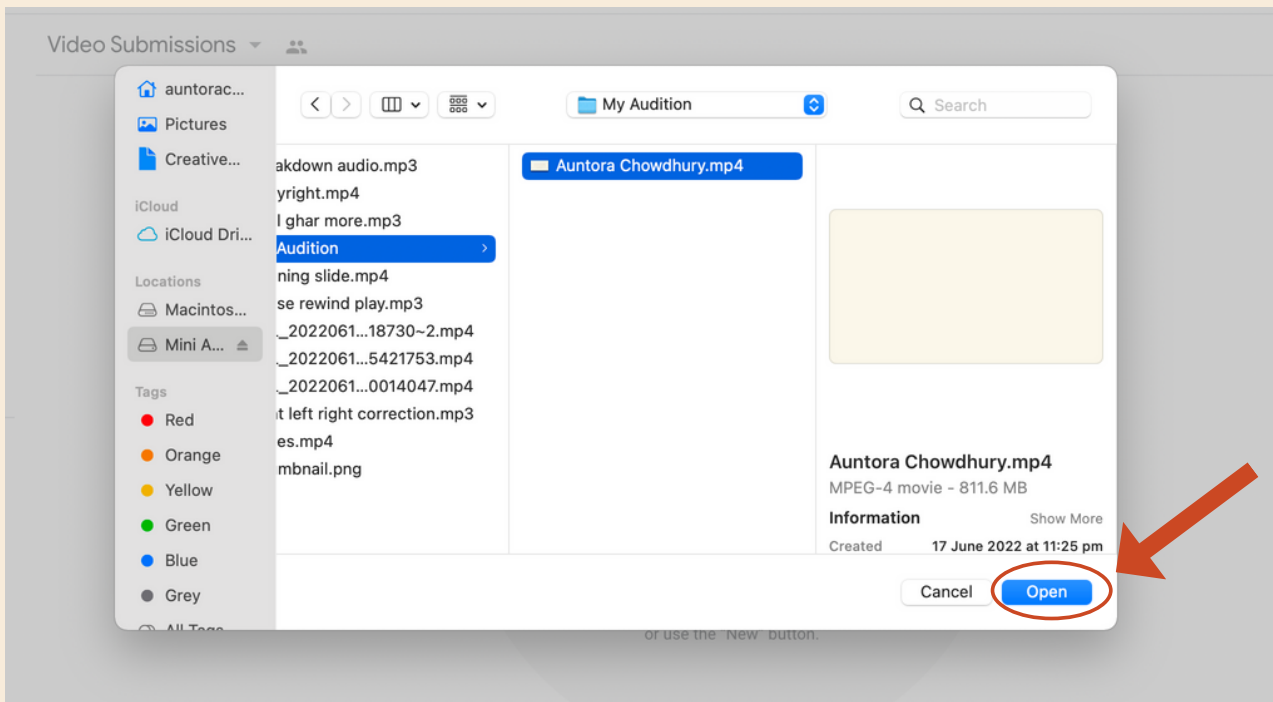 Video Submissions
auntorac...
Pictures
Creative...
iCloud
iCloud Dri...
Locations
Macintos...
Mini A...
Tags
Red
Orange
Yellow
Green
Blue
Grey
All Tags
My Audition
Search
akdown audio.mp3
yright.mp4
l ghar more.mp3
Audition
ning slide.mp4
se rewind play.mp3
_2022061...18730~2.mp4
_2022061...5421753.mp4
_2022061...0014047.mp4
t left right correction.mp3
es.mp4
mbnail.png
Auntora Chowdhury.mp4
Auntora Chowdhury.mp4
MPEG-4 movie - 811.6 MB
Information Show More
Created 17 June 2022 at 11:25 pm
Cancel Open
or use the "New" button.